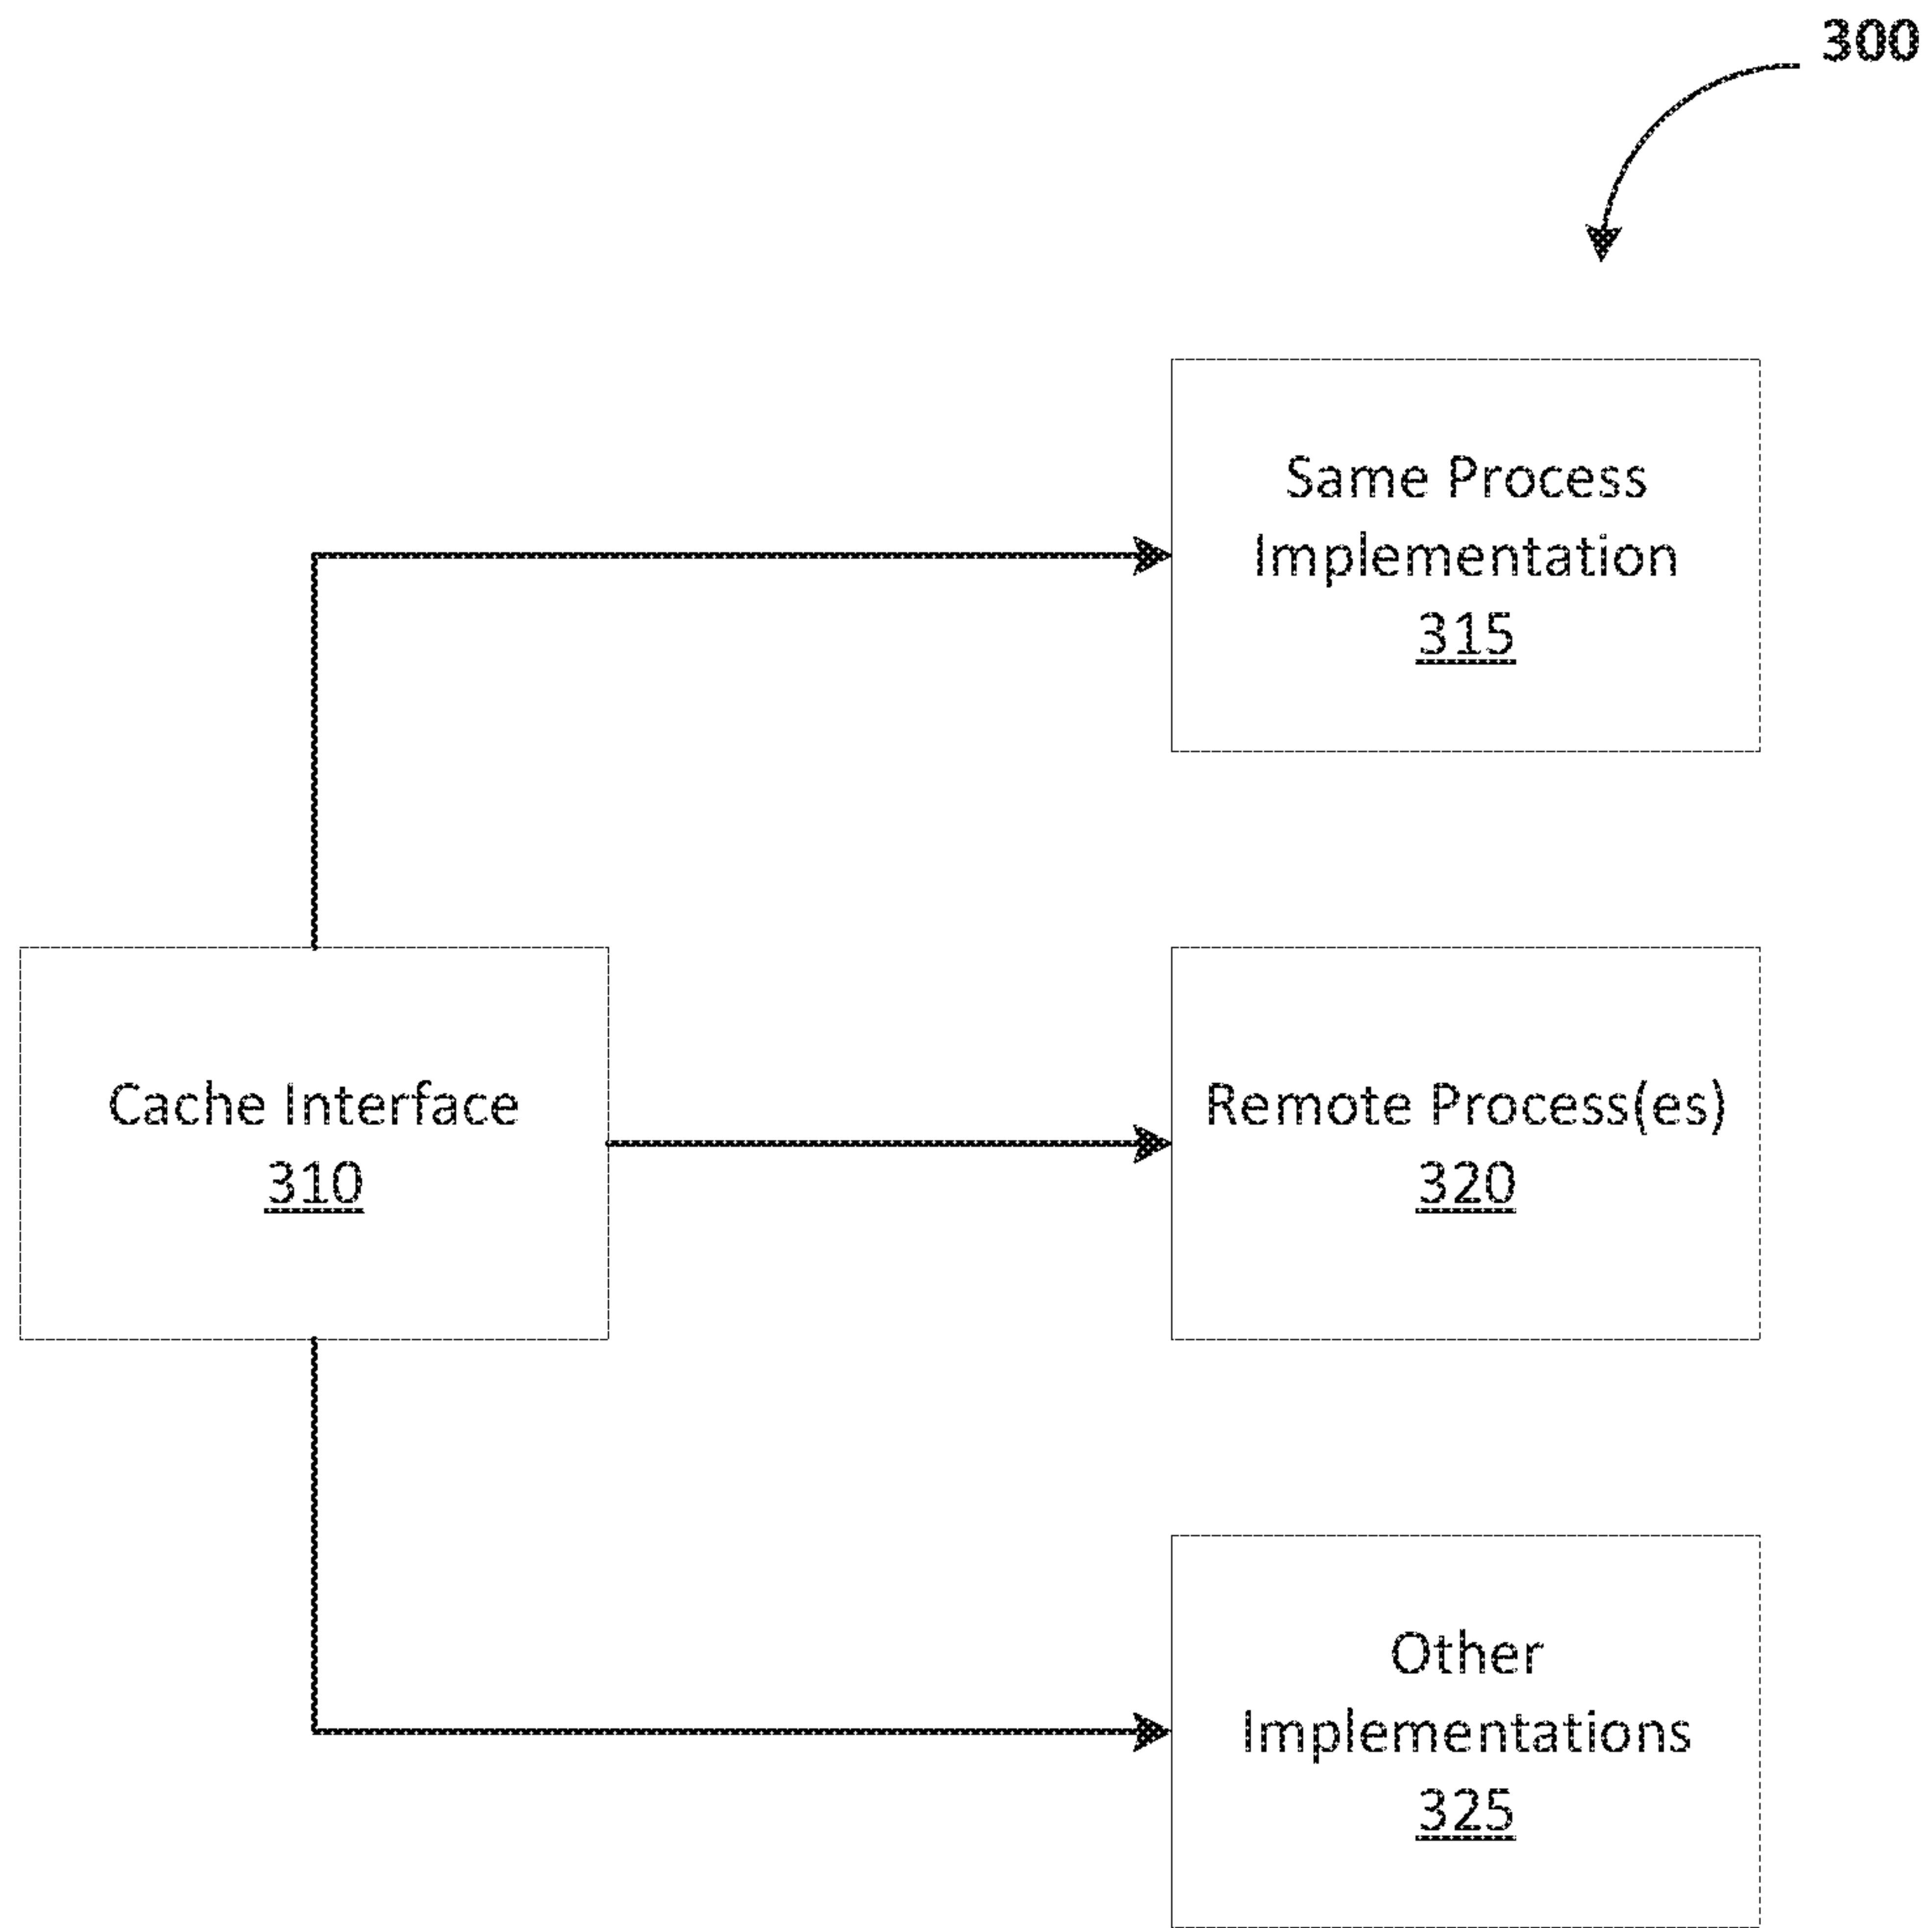 300
Same Process
Implementation
315
Cache Interface
310
Remote Process(es)
320
Other
Implementations
325